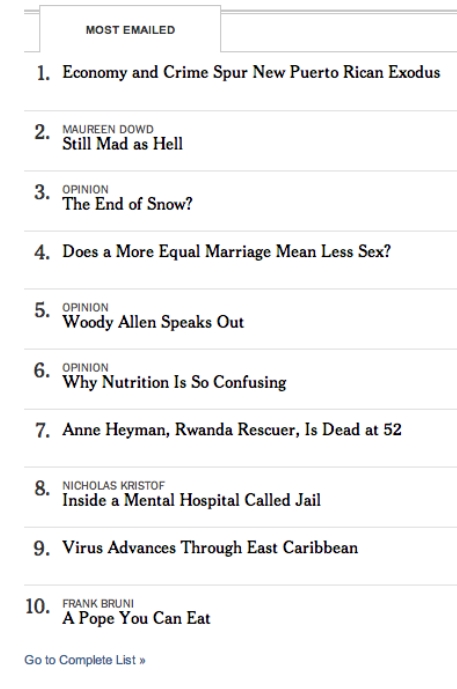 MOST EMAILED
1. Economy and Crime Spur New Puerto Rican Exodus
2. MAUREEN DOWD
Still Mad as Hell
3. OPINION
The End of Snow?
4. Does a More Equal Marriage Mean Less Sex?
5. OPINION
Woody Allen Speaks Out
6. OPINION
Why Nutrition Is So Confusing
7. Anne Heyman, Rwanda Rescuer, Is Dead at 52
8. NICHOLAS KRISTOF
Inside a Mental Hospital Called Jail
9. Virus Advances Through East Caribbean
10. FRANK BRUNI
A Pope You Can Eat
Go to Complete List »